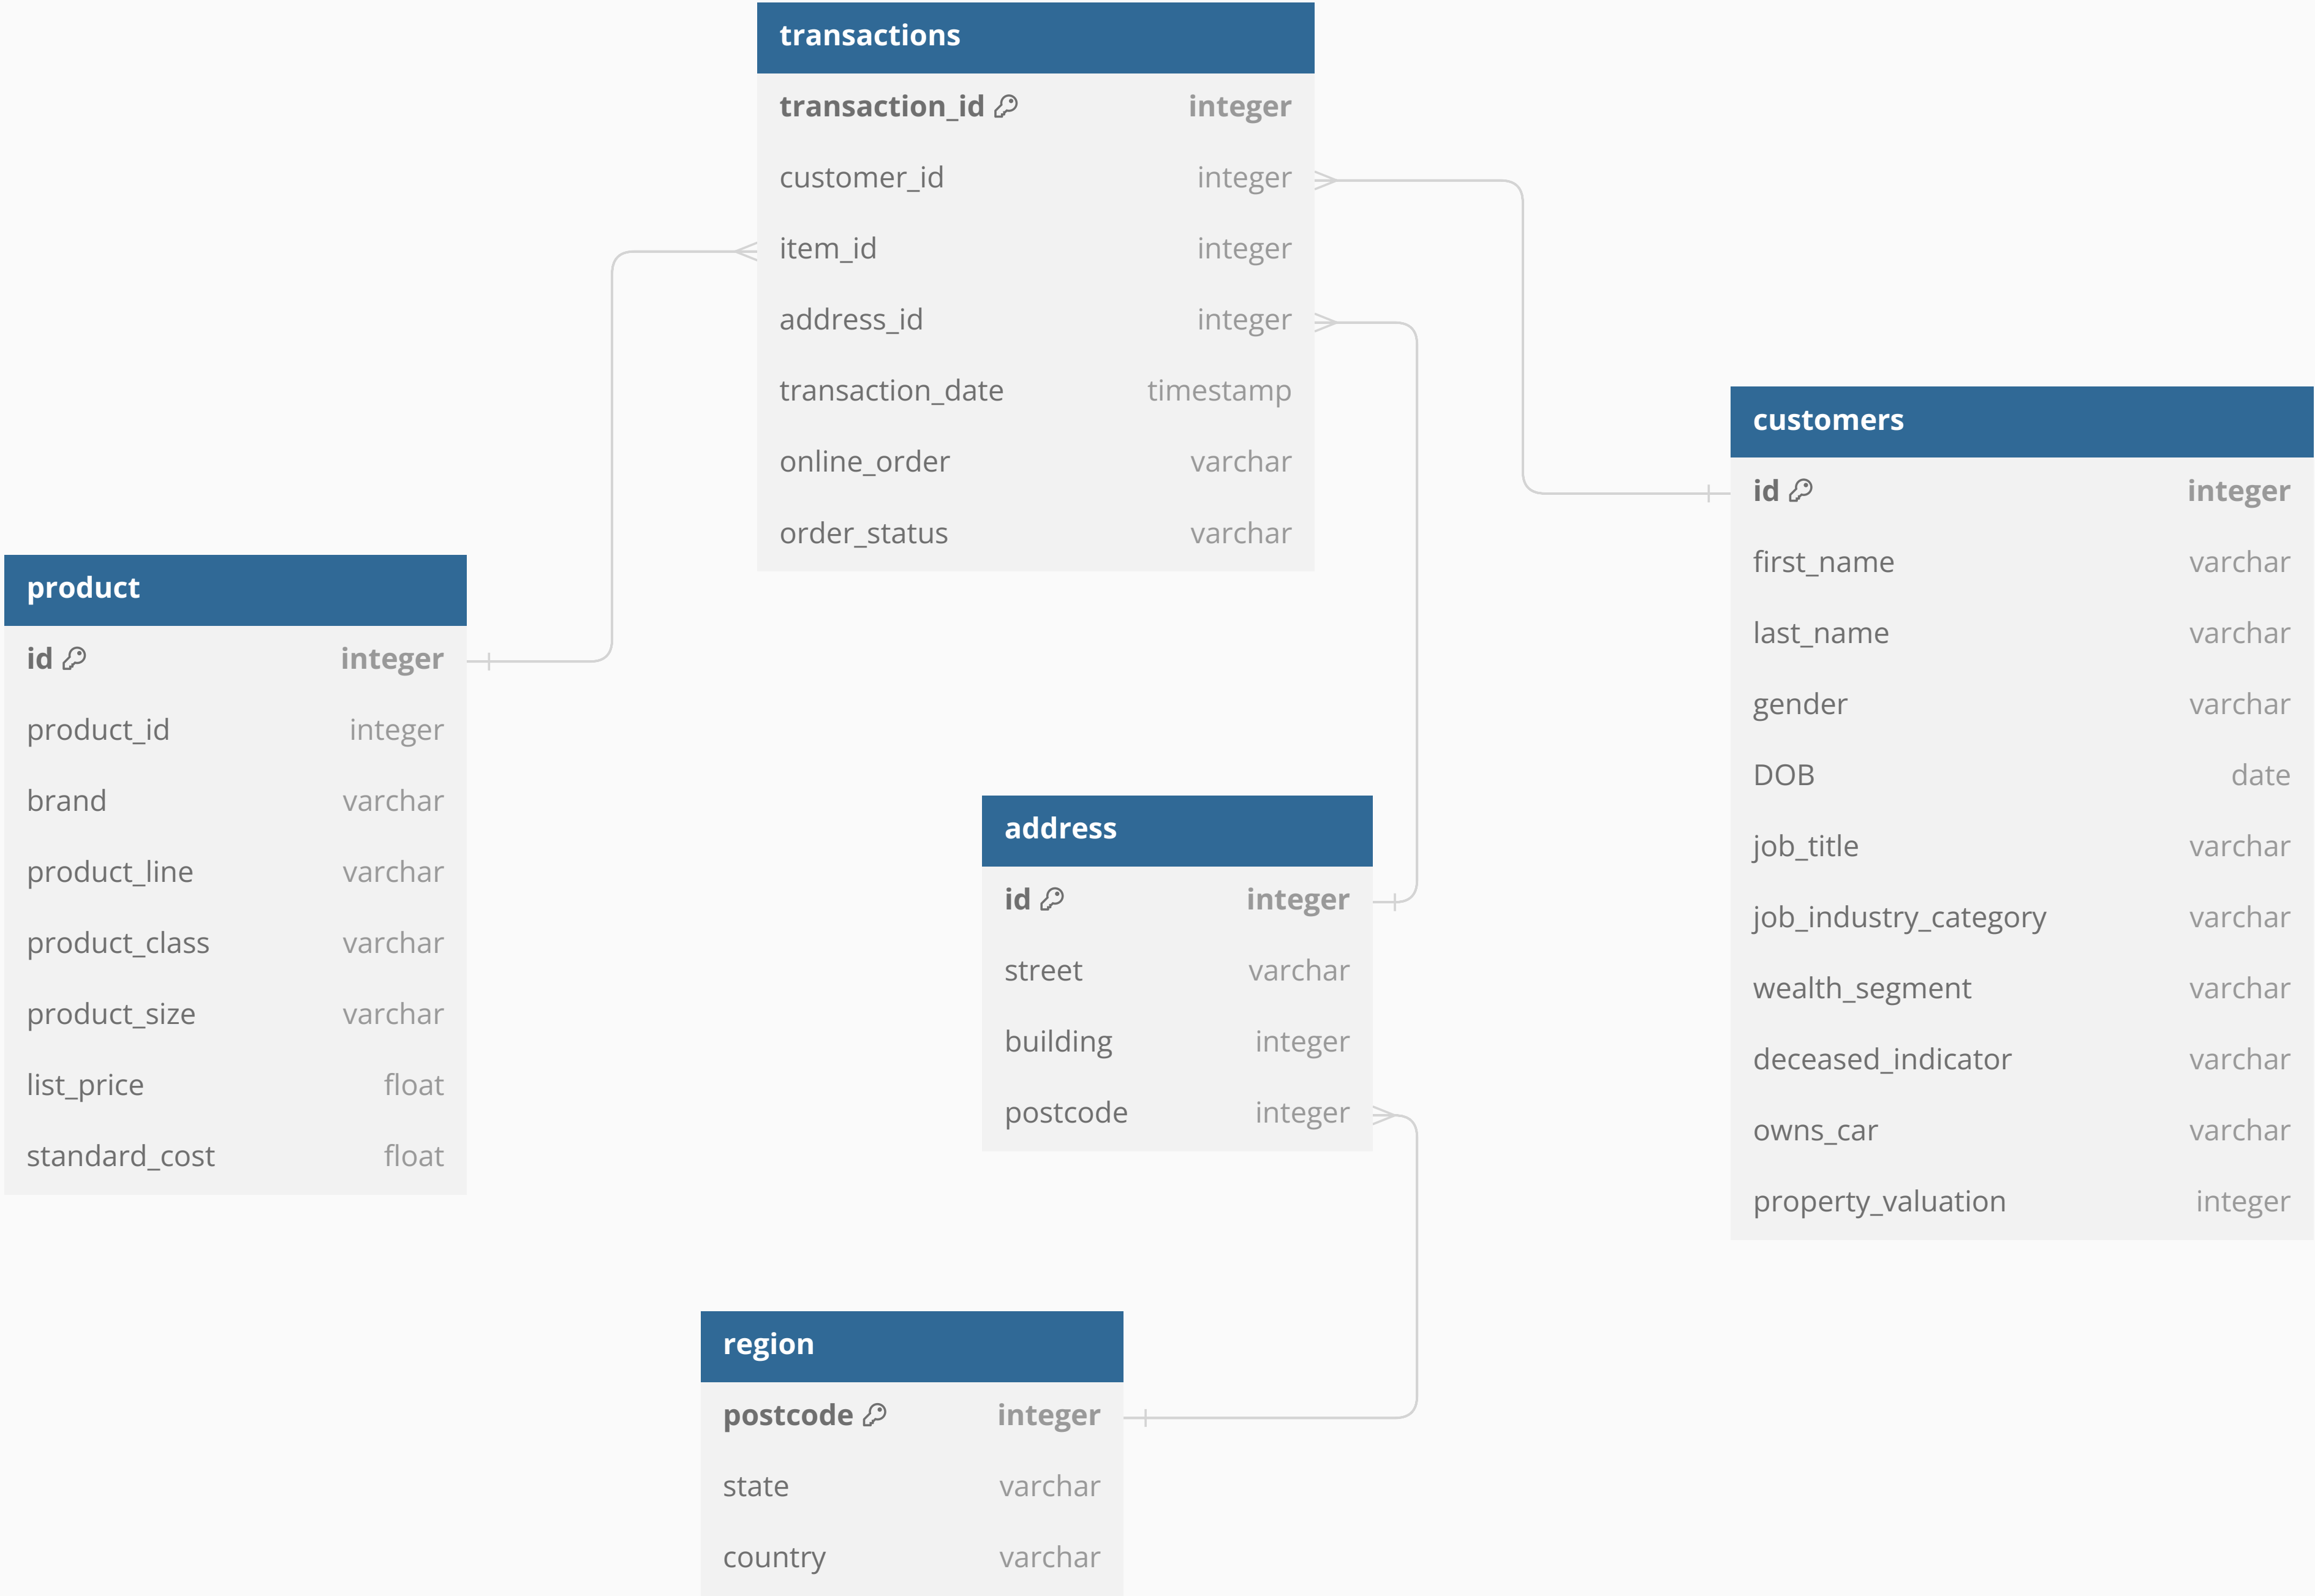 transactions
transaction_id integer
customer_id integer
item_id integer
address_id integer
transaction_date timestamp
online_order varchar
order_status varchar
customers
id integer
first_name varchar
last_name varchar
gender varchar
DOB date
job_title varchar
job_industry_category varchar
wealth_segment varchar
deceased_indicator varchar
owns_car varchar
property_valuation integer
product
id integer
product_id integer
brand varchar
product_line varchar
product_class varchar
product_size varchar
list_price float
standard_cost float
address
id integer
street varchar
building integer
postcode integer
region
postcode integer
state varchar
country varchar